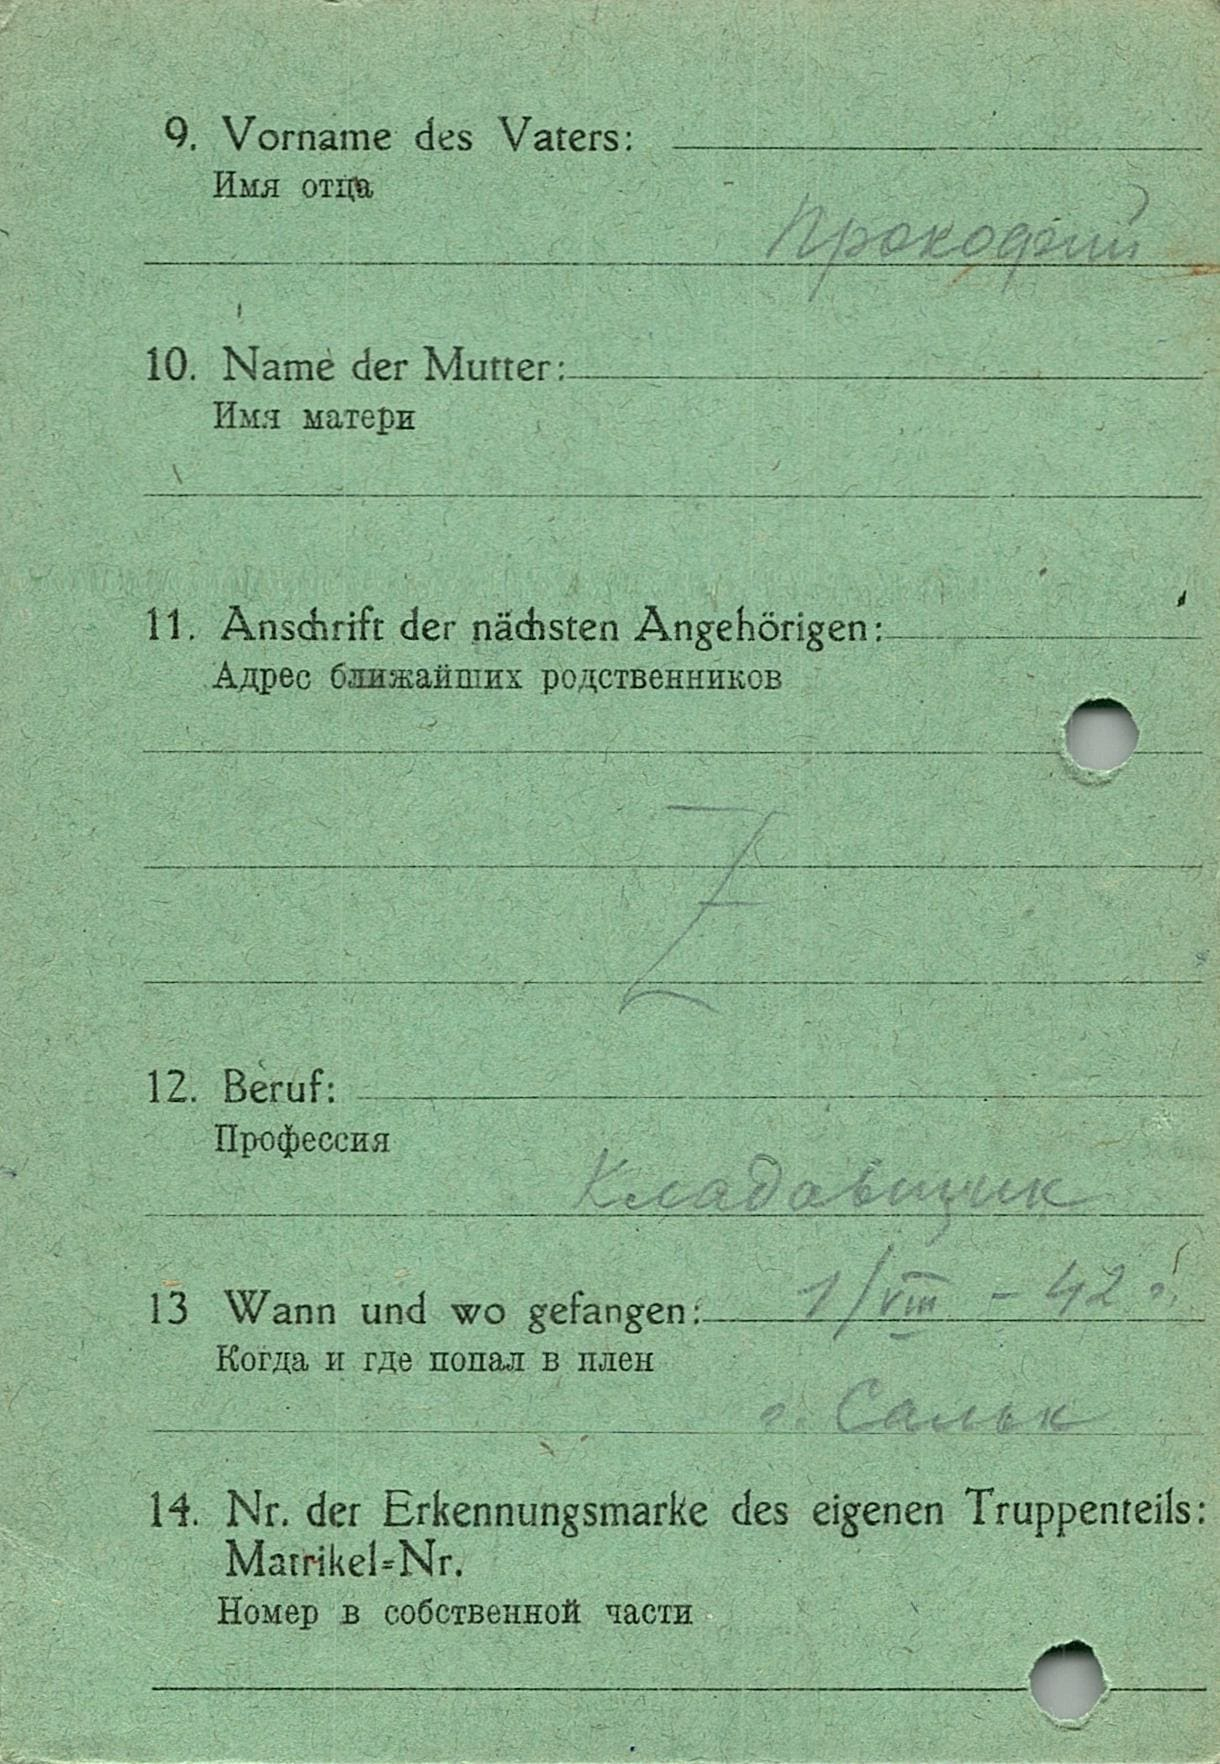 9. Vorname des Vaters:
Имя отца
Прокофий
10. Name der Mutter:
Имя матери
11. Anschrift der nächsten Angehörigen:
Адрес ближайших родственников
Z
12. Beruf:
Профессия
Кладовщик
13 Wann und wo gefangen: 1/VIII - 42 г.
Когда и где попал в плен
г. Сальк
14. Nr. der Erkennungsmarke des eigenen Truppenteils:
Matrikel=Nr.
Номер в собственной части